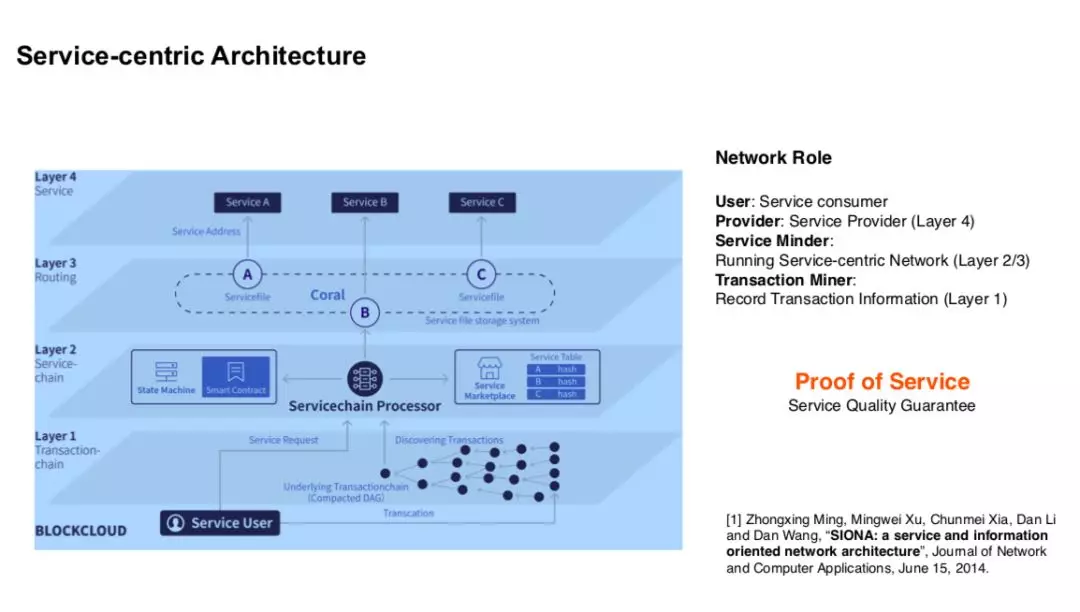 Service-centric Architecture
Layer 4
Service
Service A
Service B
Service C
Service Address
Layer 3
Routing
A
C
Servicefile
Coral
Servicefile
B
Service file storage system
Layer 2
Service-
chain
State Machine
Smart Contract
Servicechain Processor
Service
Marketplace
Service Table
A hash
B hash
C hash
Layer 1
Transaction-
chain
Service Request
Discovering Transactions
Underlying Transactionchain
(Compacted DAG)
Transcation
Service User
BLOCKCLOUD
Network Role
User: Service consumer
Provider: Service Provider (Layer 4)
Service Minder:
Running Service-centric Network (Layer 2/3)
Transaction Miner:
Record Transaction Information (Layer 1)
Proof of Service
Service Quality Guarantee
[1] Zhongxing Ming, Mingwei Xu, Chunmei Xia, Dan Li
and Dan Wang, “SIONA: a service and information
oriented network architecture”, Journal of Network
and Computer Applications, June 15, 2014.